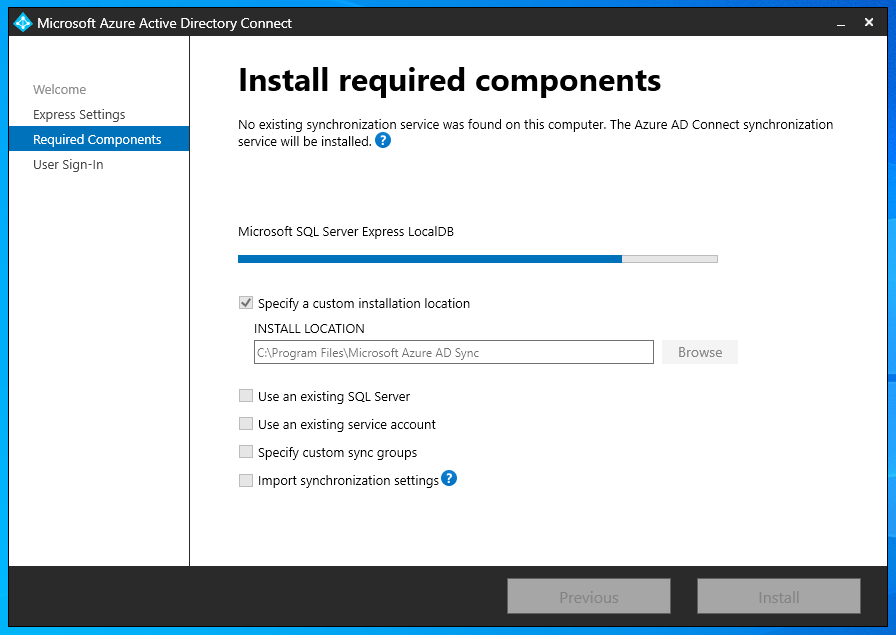 Microsoft Azure Active Directory Connect
Welcome
Express Settings
Required Components
User Sign-In
Install required components
No existing synchronization service was found on this computer. The Azure AD Connect synchronization
service will be installed. ?
Microsoft SQL Server Express LocalDB
Specify a custom installation location
INSTALL LOCATION
C:\Program Files\Microsoft Azure AD Sync
Browse
Use an existing SQL Server
Use an existing service account
Specify custom sync groups
Import synchronization settings ?
Previous
Install